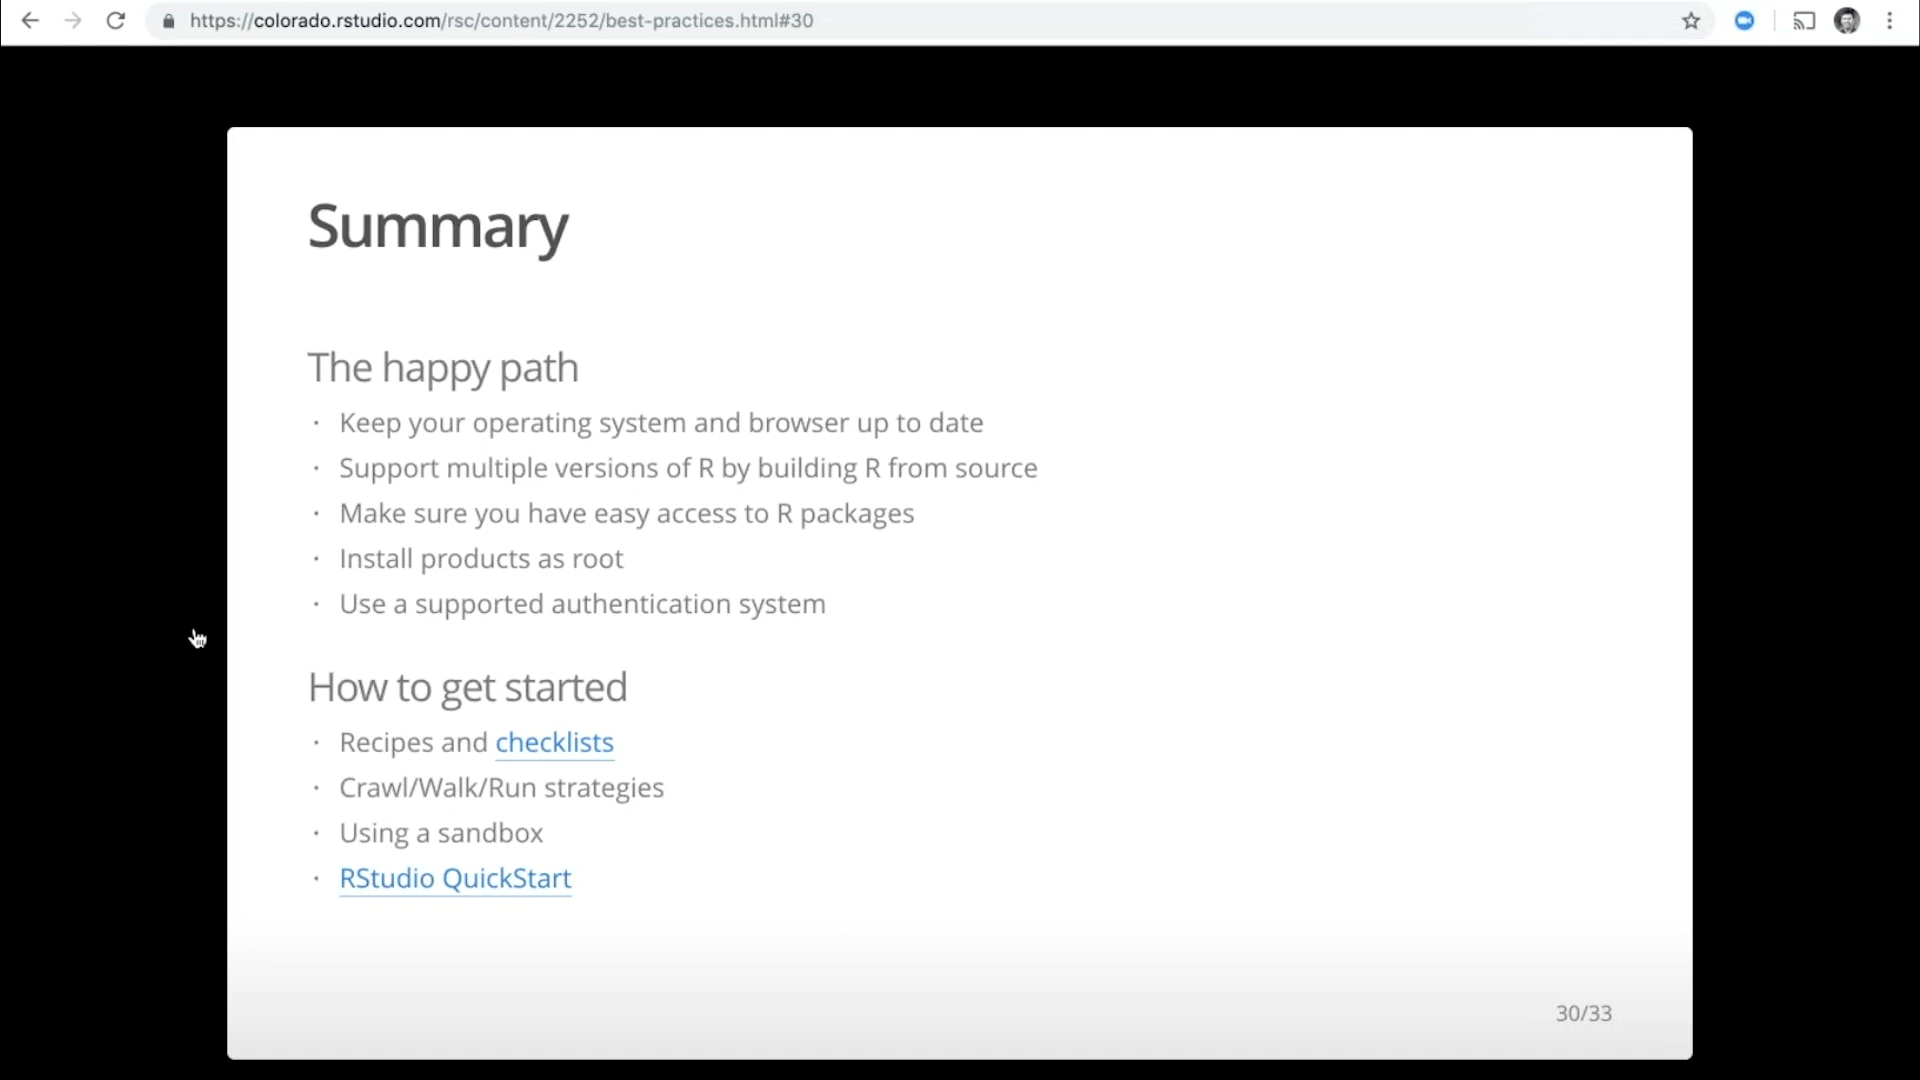 https://colorado.rstudio.com/rsc/content/2252/best-practices.html#30
Summary
The happy path
· Keep your operating system and browser up to date
· Support multiple versions of R by building R from source
· Make sure you have easy access to R packages
· Install products as root
· Use a supported authentication system
How to get started
· Recipes and checklists
· Crawl/Walk/Run strategies
· Using a sandbox
· RStudio QuickStart
30/33